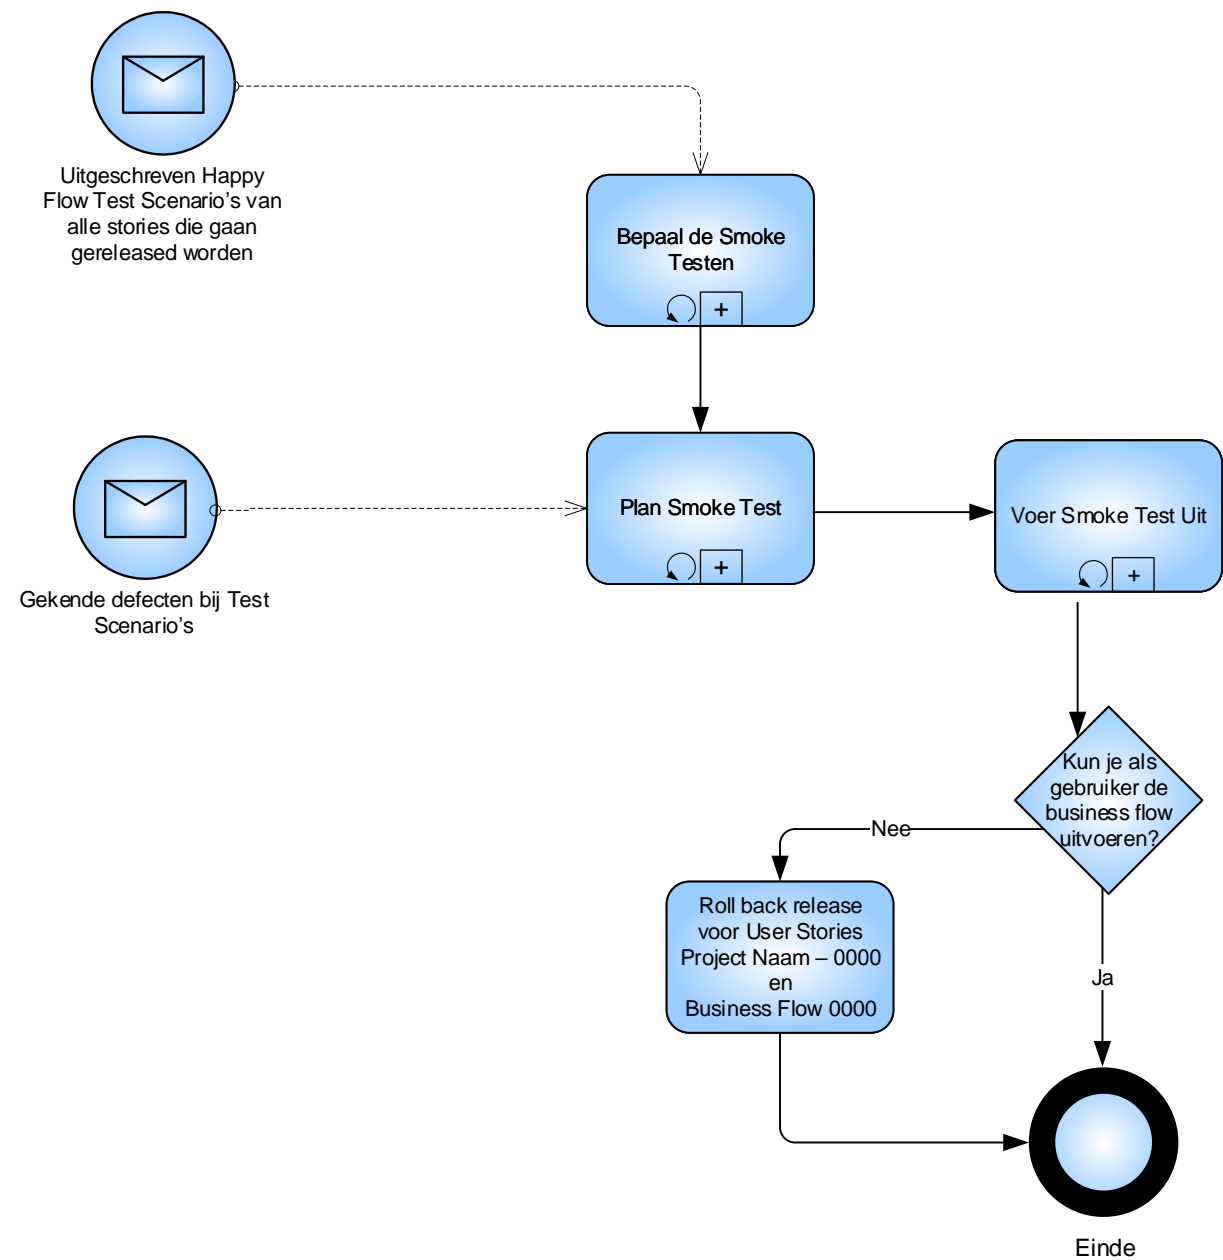 Uitgeschreven Happy
Flow Test Scenario's van
alle stories die gaan
gereleased worden
Bepaal de Smoke
Testen
+
Plan Smoke Test
+
Voer Smoke Test Uit
+
Gekende defecten bij Test
Scenario's
Kun je als
gebruiker de
business flow
uitvoeren?
Nee
Roll back release
voor User Stories
Project Naam – 0000
en
Business Flow 0000
Ja
Einde